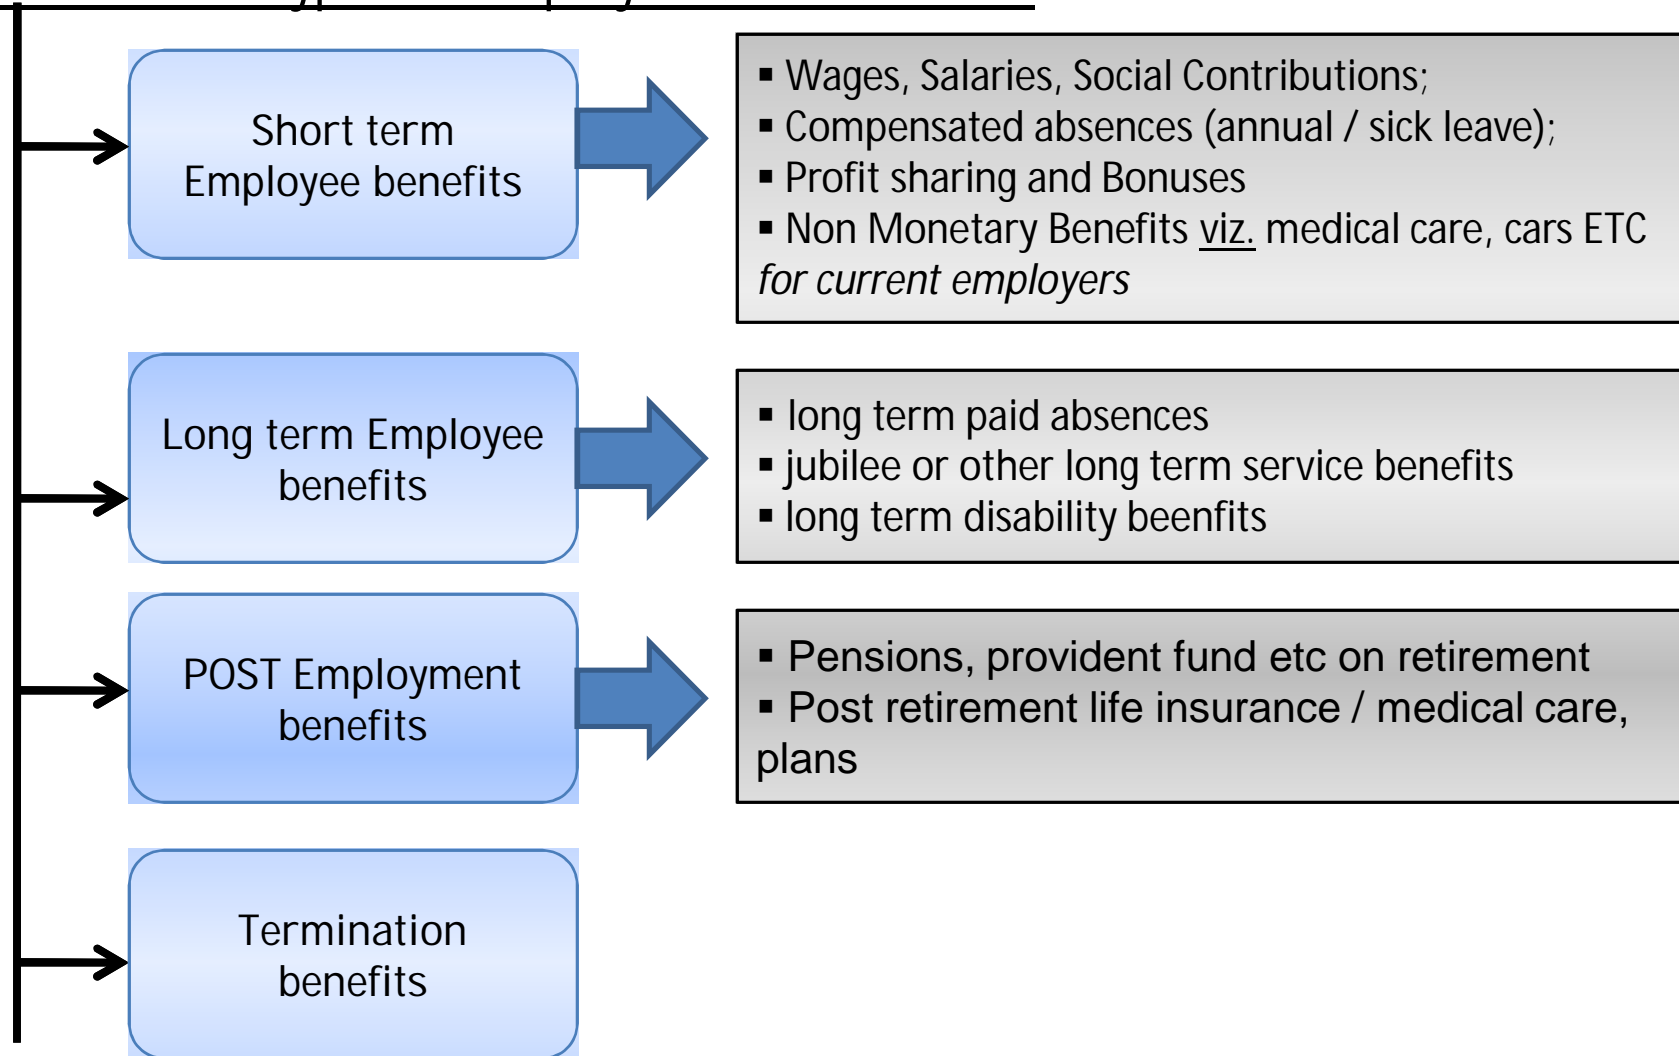 Short term
Employee benefits
▪ Wages, Salaries, Social Contributions;
▪ Compensated absences (annual / sick leave);
▪ Profit sharing and Bonuses
▪ Non Monetary Benefits viz. medical care, cars ETC
for current employers
Long term Employee
benefits
▪ long term paid absences
▪ jubilee or other long term service benefits
▪ long term disability beenfits
POST Employment
benefits
▪ Pensions, provident fund etc on retirement
▪ Post retirement life insurance / medical care,
plans
Termination
benefits